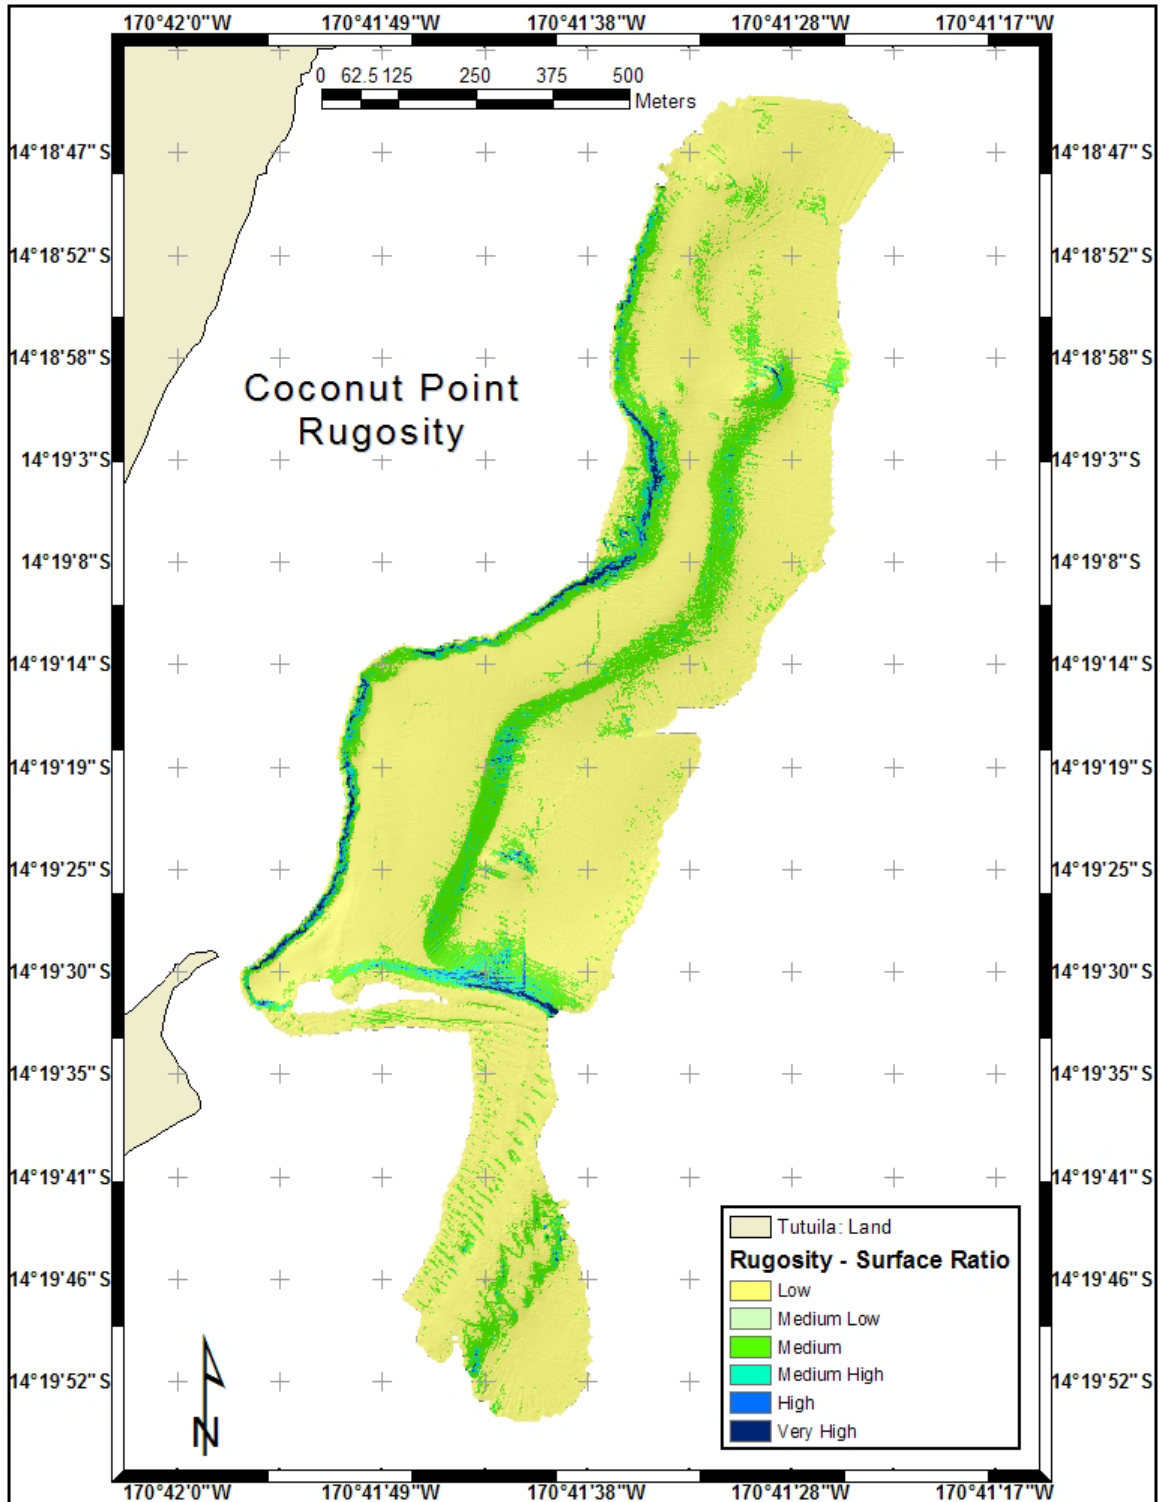 170°42'0"W 170°41'49"W 170°41'38"W 170°41'28"W 170°41'17"W
0 62.5 125 250 375 500
Meters
14°18'47"S 14°18'47"S
14°18'52"S 14°18'52"S
14°18'58"S 14°18'58"S
Coconut Point
Rugosity
14°19'3"S 14°19'3"S
14°19'8"S 14°19'8"S
14°19'14"S 14°19'14"S
14°19'19"S 14°19'19"S
14°19'25"S 14°19'25"S
14°19'30"S 14°19'30"S
14°19'35"S 14°19'35"S
14°19'41"S 14°19'41"S
14°19'46"S 14°19'46"S
14°19'52"S 14°19'52"S
Tutuila: Land
Rugosity - Surface Ratio
Low
Medium Low
Medium
Medium High
High
Very High
N
170°42'0"W 170°41'49"W 170°41'38"W 170°41'28"W 170°41'17"W